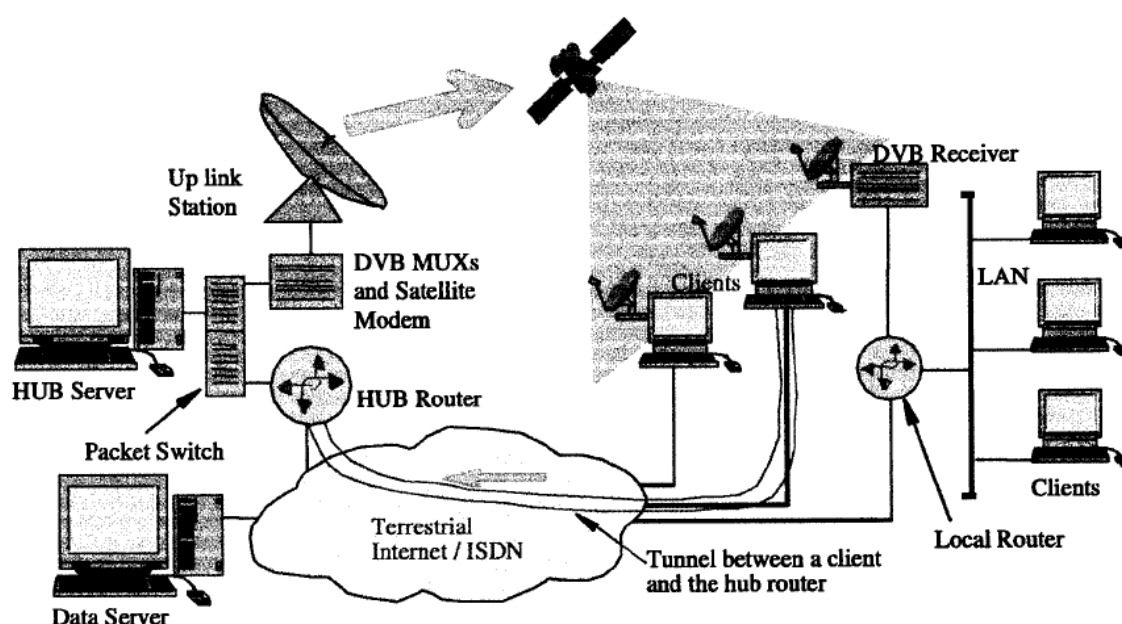 Up link
Station
DVB Receiver
DVB MUXs
and Satellite
Modem
Clients
LAN
HUB Server
HUB Router
Packet Switch
Clients
Terrestrial
Internet / ISDN
Tunnel between a client
and the hub router
Local Router
Data Server